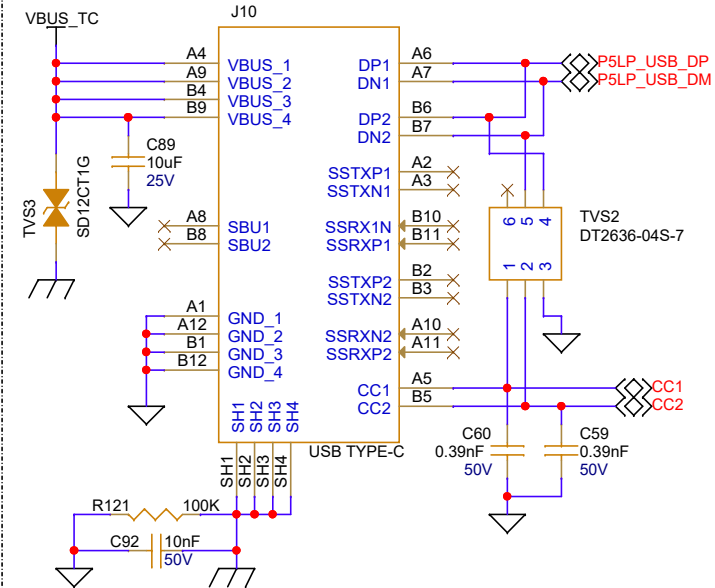 J10
VBUS_TC
A4 VBUS_1 DP1 A6 P5LP_USB_DP
A9 VBUS_2 DN1 A7 P5LP_USB_DM
B4 VBUS_3
B9 VBUS_4 DP2 B6
DN2 B7
C89
10uF
25V
SSTXP1 A2
SSTXN1 A3
TVS3
SD12CT1G
A8 SBU1 SSRX1N B10
B8 SBU2 SSRXP1 B11
6 5 4
1 2 3
TVS2
DT2636-04S-7
SSTXP2 B2
SSTXN2 B3
A1 GND_1
A12 GND_2 SSRXN2 A10
B1 GND_3 SSRXP2 A11
B12 GND_4
CC1 A5 CC1
CC2 B5 CC2
SH1 SH2 SH3 SH4
USB TYPE-C
SH1 SH2 SH3 SH4
C60
0.39nF
50V
C59
0.39nF
50V
R121 100K
C92 10nF
50V